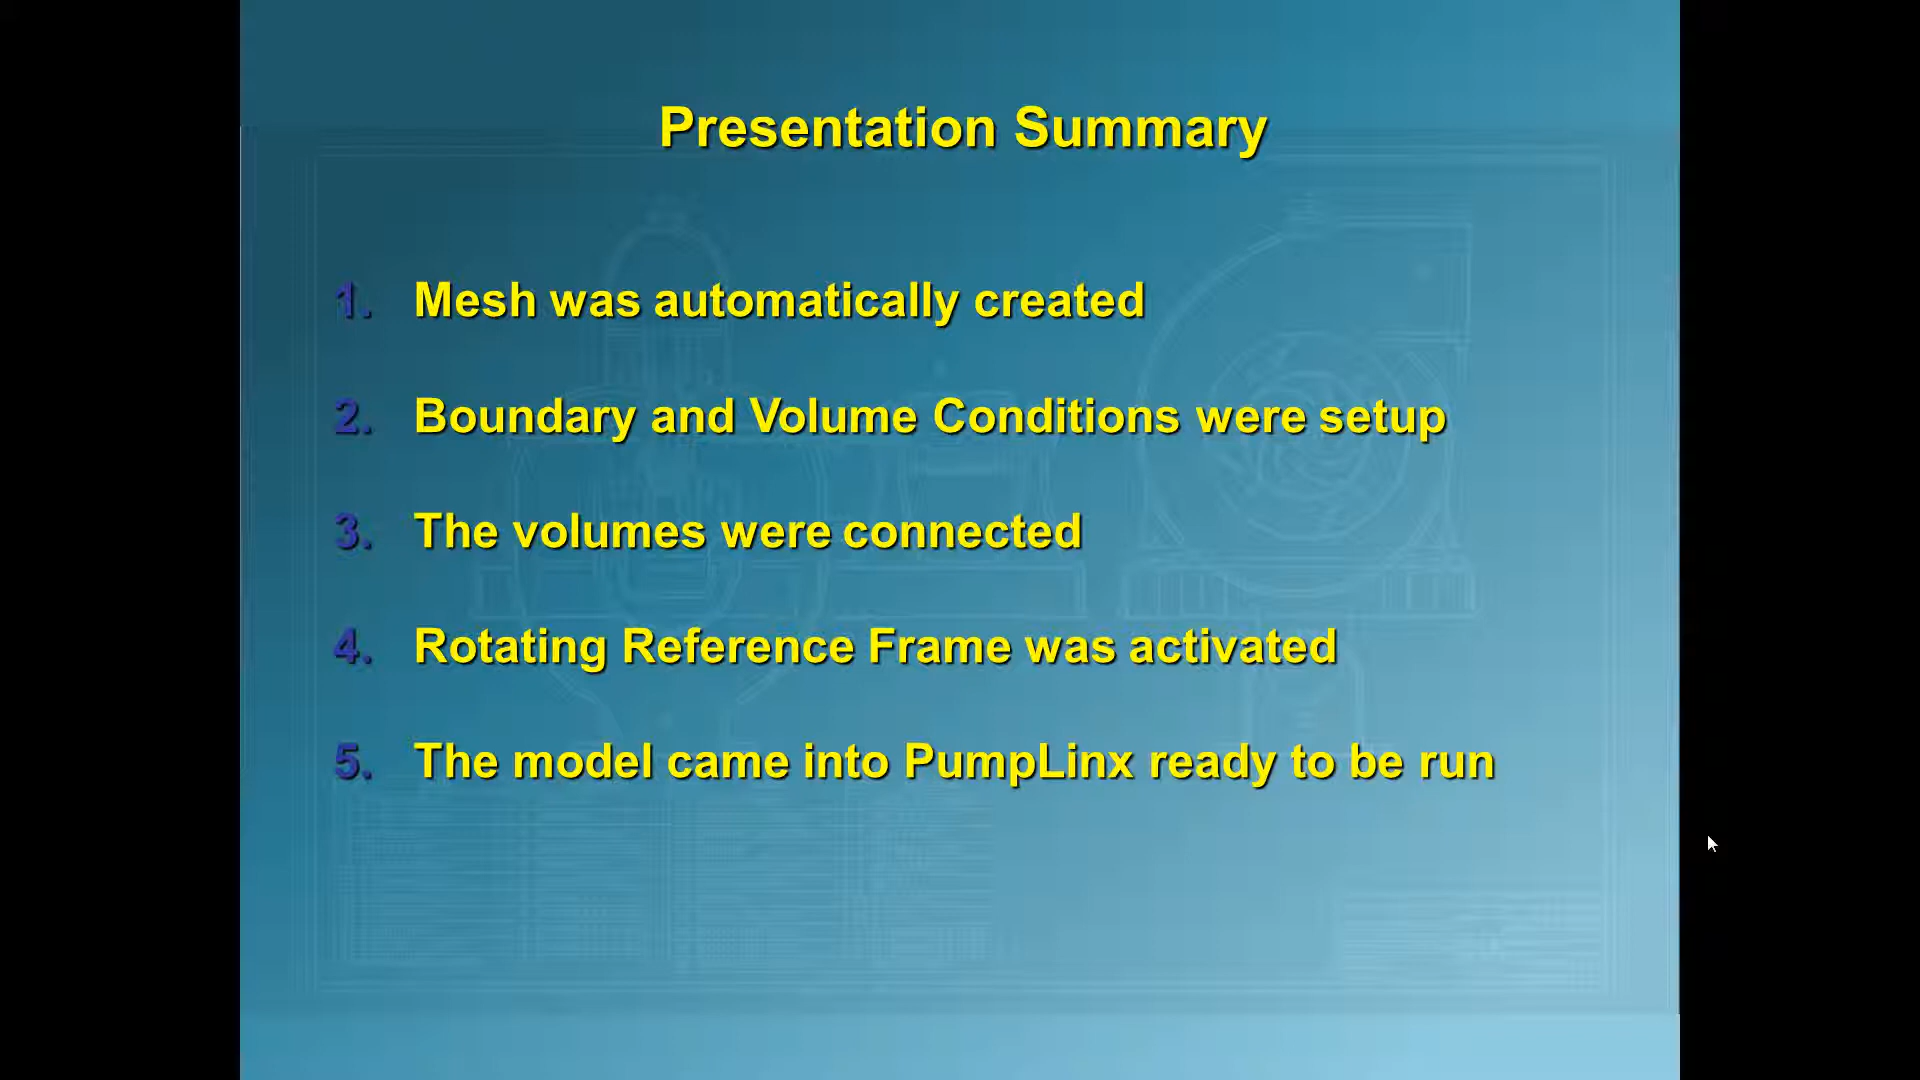 Presentation Summary
1. Mesh was automatically created
2. Boundary and Volume Conditions were setup
3. The volumes were connected
4. Rotating Reference Frame was activated
5. The model came into PumpLinx ready to be run